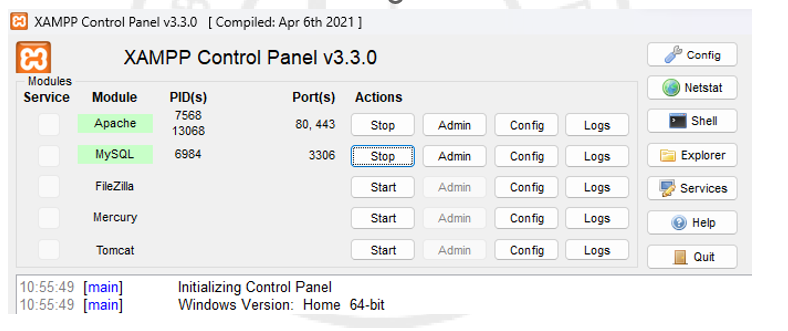 XAMPP Control Panel v3.3.0 [ Compiled: Apr 6th 2021 ]
XAMPP Control Panel v3.3.0
Config
Modules
Service Module PID(s) Port(s) Actions
Netstat
Apache 7568 13068 80, 443 Stop Admin Config Logs
Shell
MySQL 6984 3306 Stop Admin Config Logs
Explorer
FileZilla Start Admin Config Logs
Services
Mercury Start Admin Config Logs
Help
Tomcat Start Admin Config Logs
Quit
10:55:49 [main] Initializing Control Panel
10:55:49 [main] Windows Version: Home 64-bit